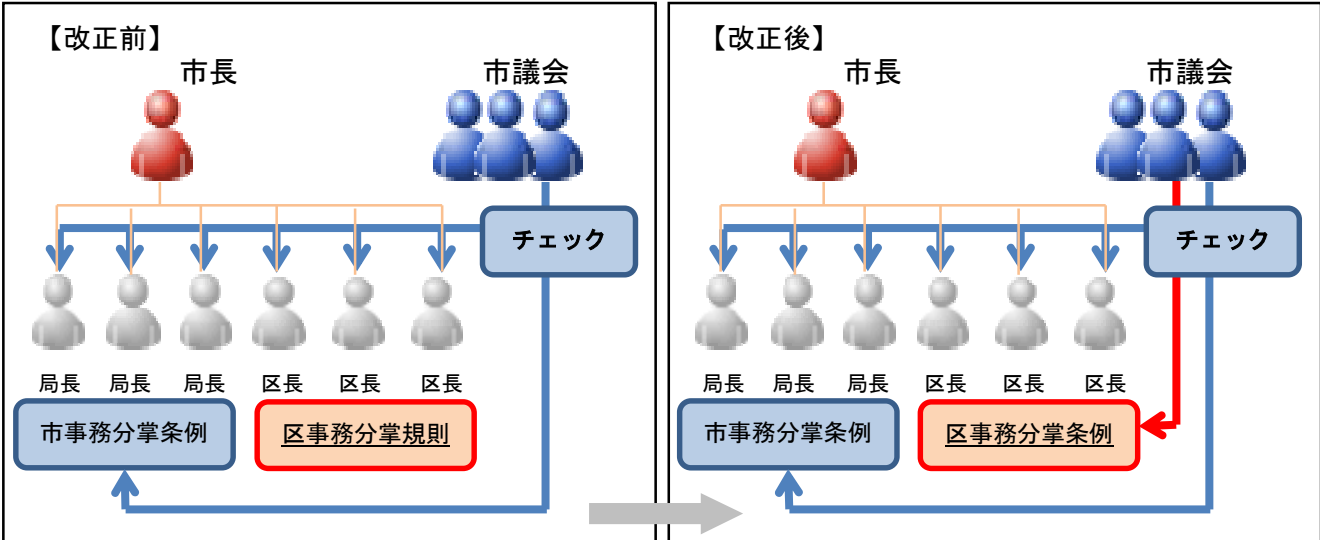 【改正前】
市長
市議会
チェック
局長
局長
局長
区長
区長
区長
市事務分掌条例
区事務分掌規則
【改正後】
市長
市議会
チェック
局長
局長
局長
区長
区長
区長
市事務分掌条例
区事務分掌条例